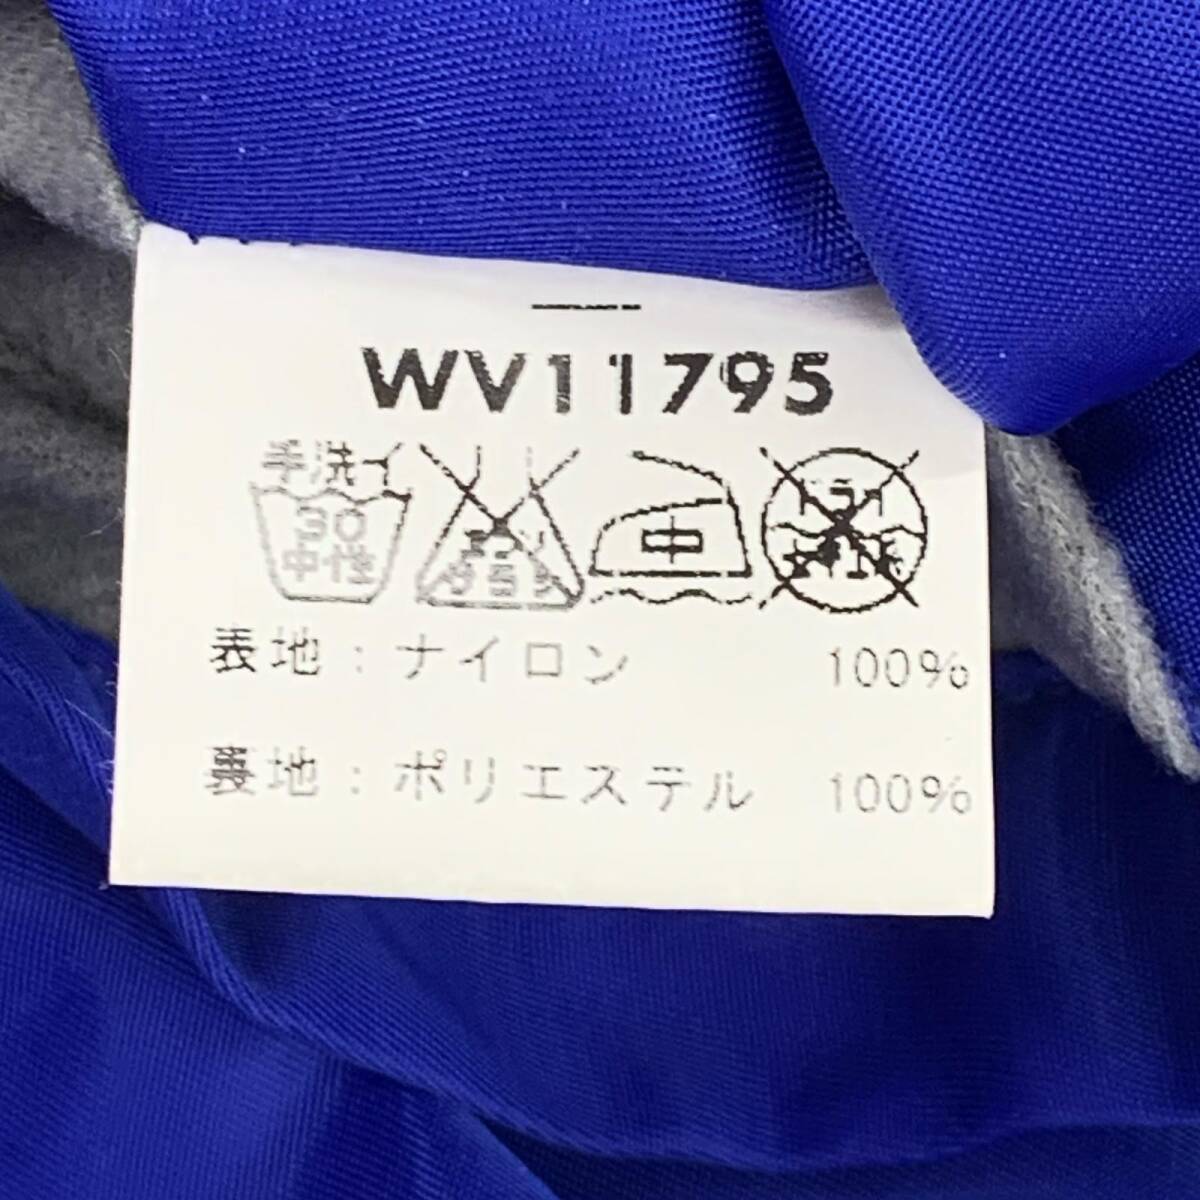 WV11795
手洗イ
30
中性
中
表地：ナイロン 100%
裏地：ポリエステル 100%